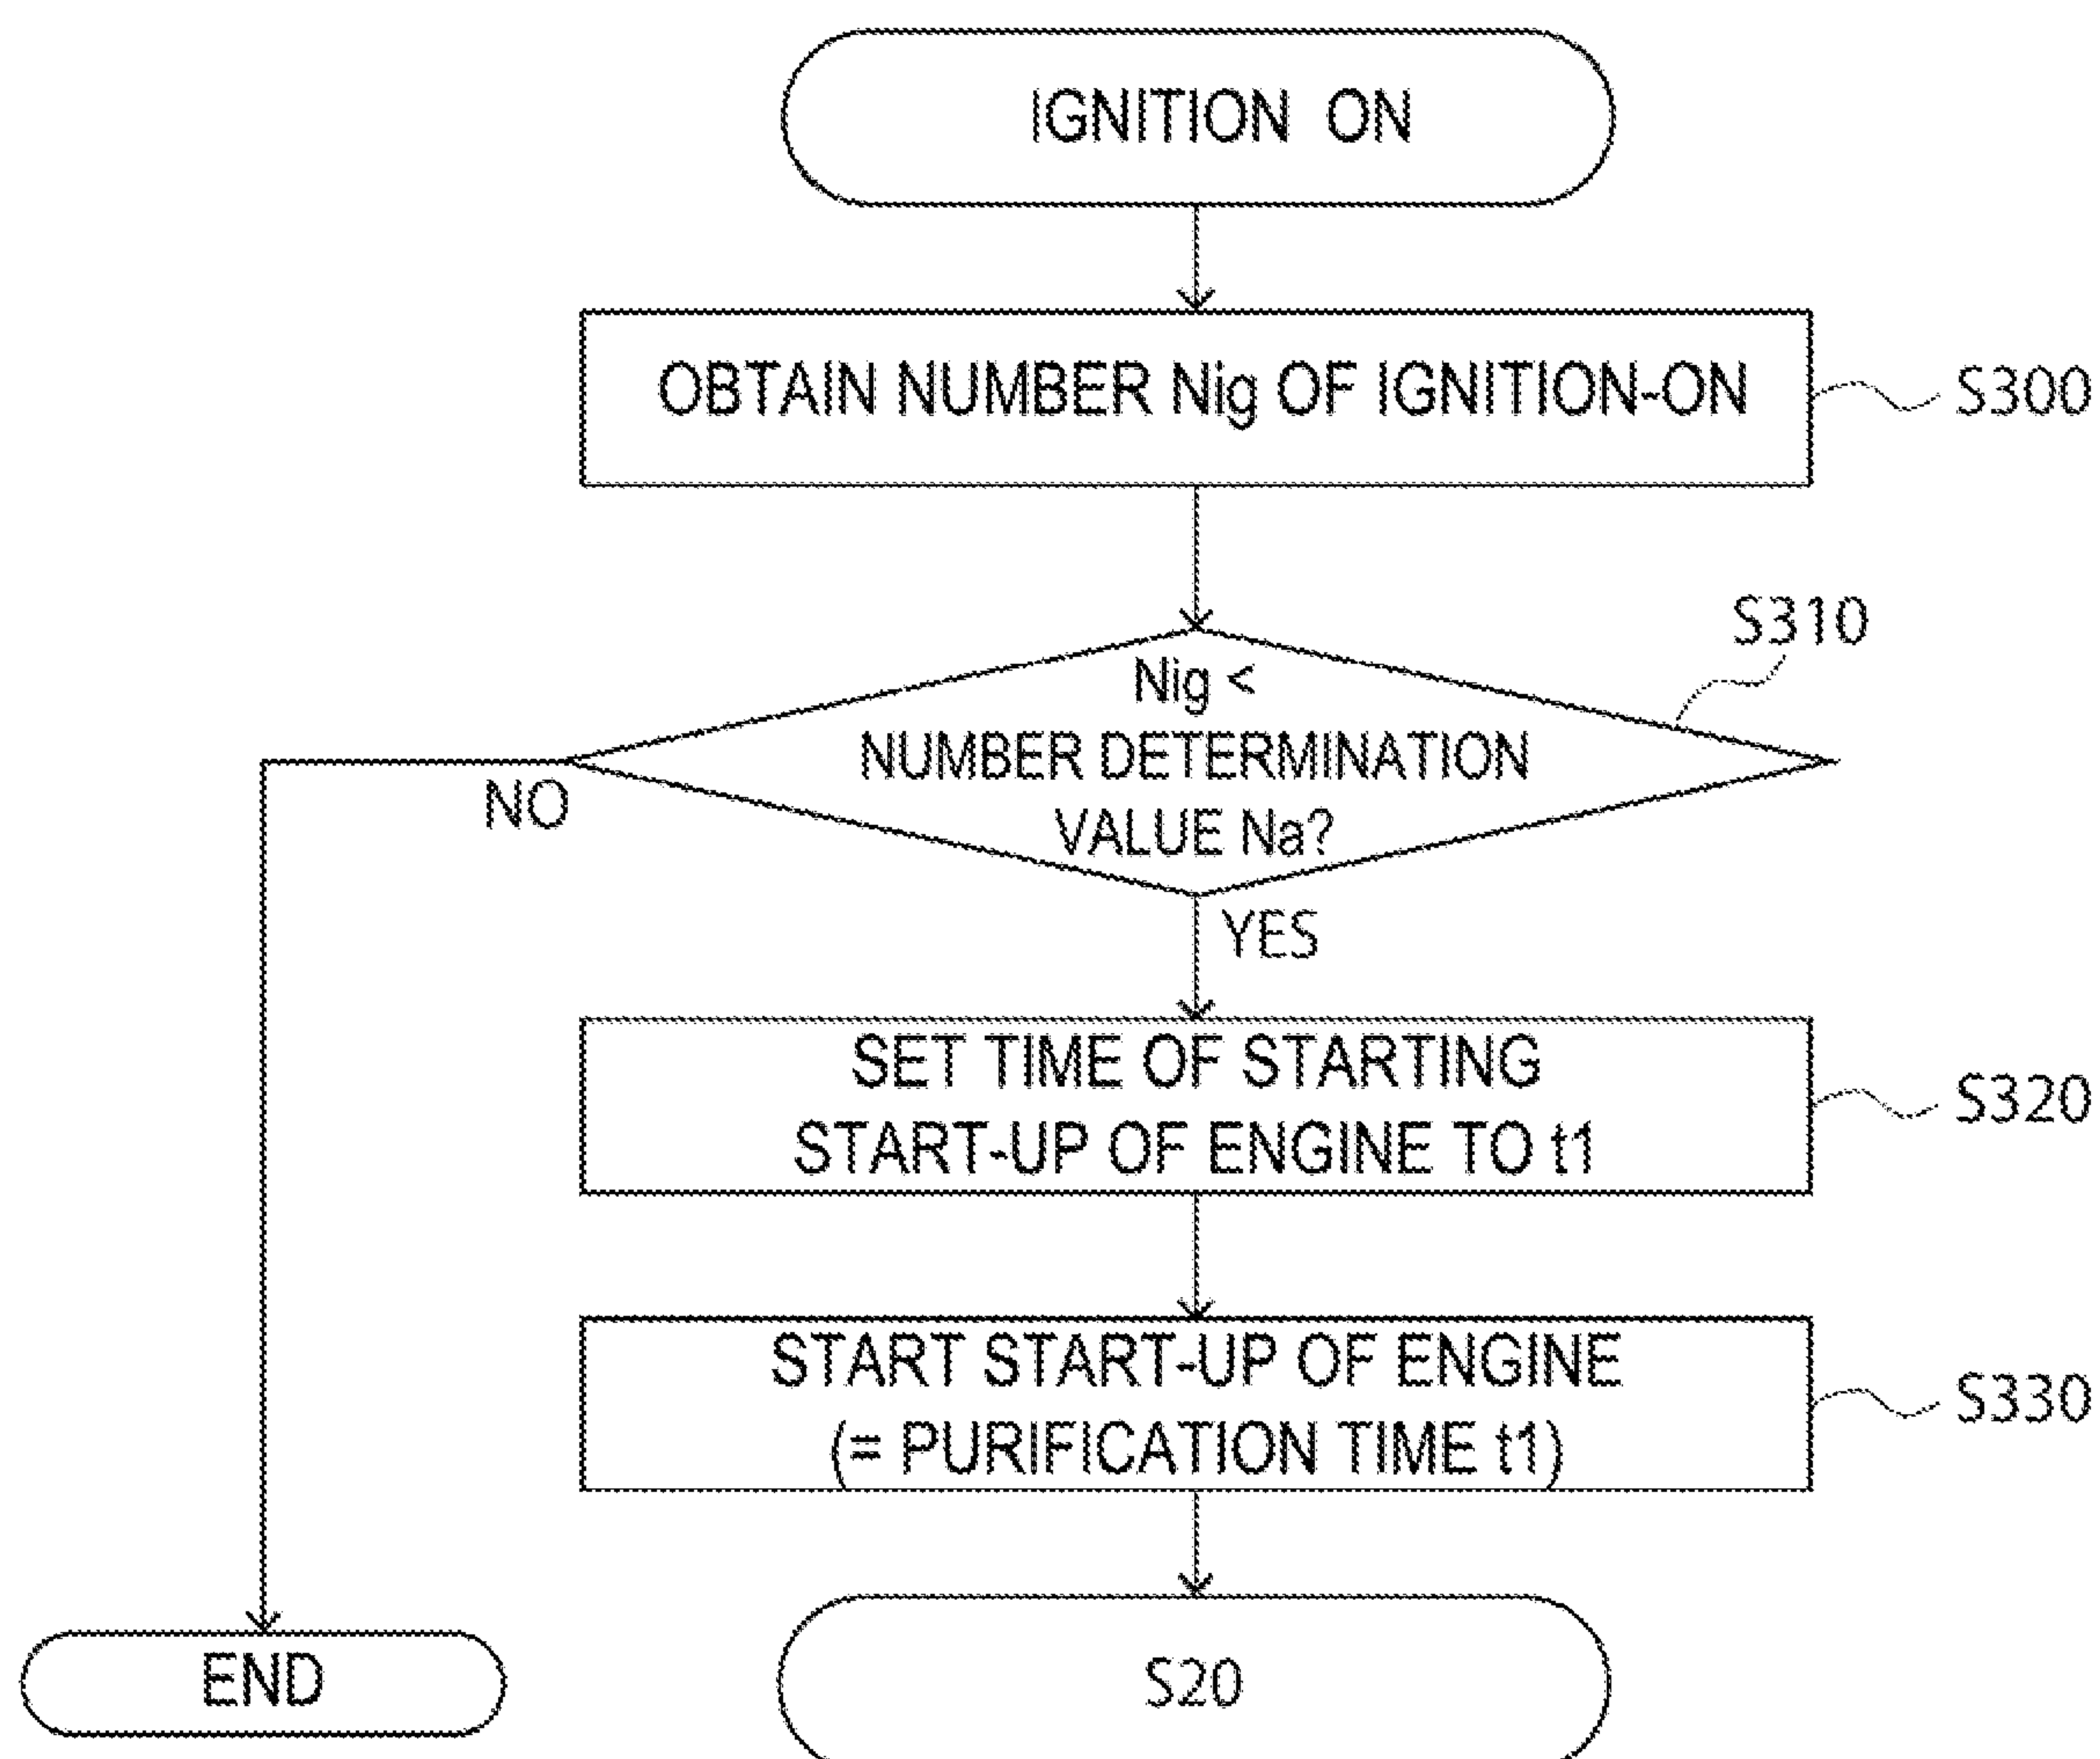 IGNITION ON
OBTAIN NUMBER Nig OF IGNITION-ON
S300
S310
Nig <
NUMBER DETERMINATION
VALUE Na?
NO
YES
SET TIME OF STARTING
START-UP OF ENGINE TO t1
S320
START START-UP OF ENGINE
(= PURIFICATION TIME t1)
S330
END
S20